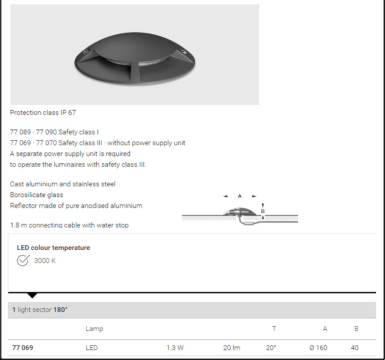 Protection class IP 67
77 089 · 77 090 Safety class I
77 069 · 77 070 Safety class III · without power supply unit
A separate power supply unit is required
to operate the luminaires with safety class III.
Cast aluminium and stainless steel
Borosilicate glass
Reflector made of pure anodised aluminium
A
B
1.8 m connecting cable with water stop
LED colour temperature
3000 K
1 light sector 180°
Lamp T A B
77 069 LED 1.3 W 20 lm 20° Ø 160 40